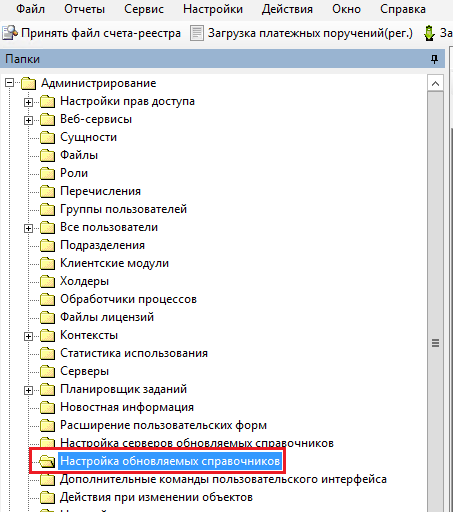 Файл Отчеты Сервис Настройки Действия Окно Справка
Принять файл счета-реестра Загрузка платежных поручений(рег.) За
Папки
Администрирование
Настройки прав доступа
Веб-сервисы
Сущности
Файлы
Роли
Перечисления
Группы пользователей
Все пользователи
Подразделения
Клиентские модули
Холдеры
Обработчики процессов
Файлы лицензий
Контексты
Статистика использования
Серверы
Планировщик заданий
Новостная информация
Расширение пользовательских форм
Настройка серверов обновляемых справочников
Настройка обновляемых справочников
Дополнительные команды пользовательского интерфейса
Действия при изменении объектов